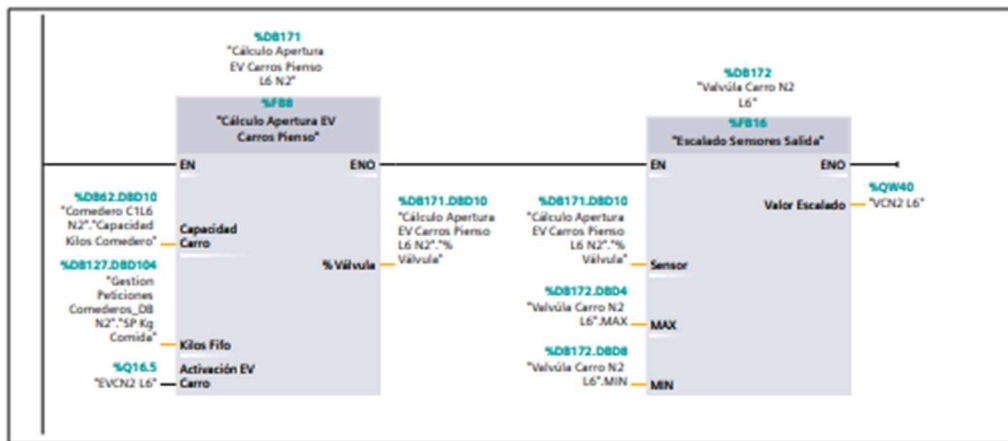 %DB171
"Cálculo Apertura
EV Carros Pienso
L6 N2"
%FB8
"Cálculo Apertura EV
Carros Pienso"
EN
ENO
%DB62.DBD10
"Comedero C1L6
N2"."Capacidad
Kilos Comedero"
Capacidad
Carro
%DB127.DBD104
"Gestion
Peticiones
Comederos_DB
N2"."SP Kg
Comida"
Kilos Fifo
%Q16.5
"EVCN2 L6"
Activación EV
Carro
%DB171.DBD10
"Cálculo Apertura
EV Carros Pienso
L6 N2"."%
Válvula"
% Válvula
%DB172
"Valvúla Carro N2
L6"
%FB16
"Escalado Sensores Salida"
EN
ENO
%DB171.DBD10
"Cálculo Apertura
EV Carros Pienso
L6 N2"."%
Válvula"
Sensor
%DB172.DBD4
"Valvúla Carro N2
L6".MAX
MAX
%DB172.DBD8
"Valvúla Carro N2
L6".MIN
MIN
Valor Escalado
%QW40
"VCN2 L6"